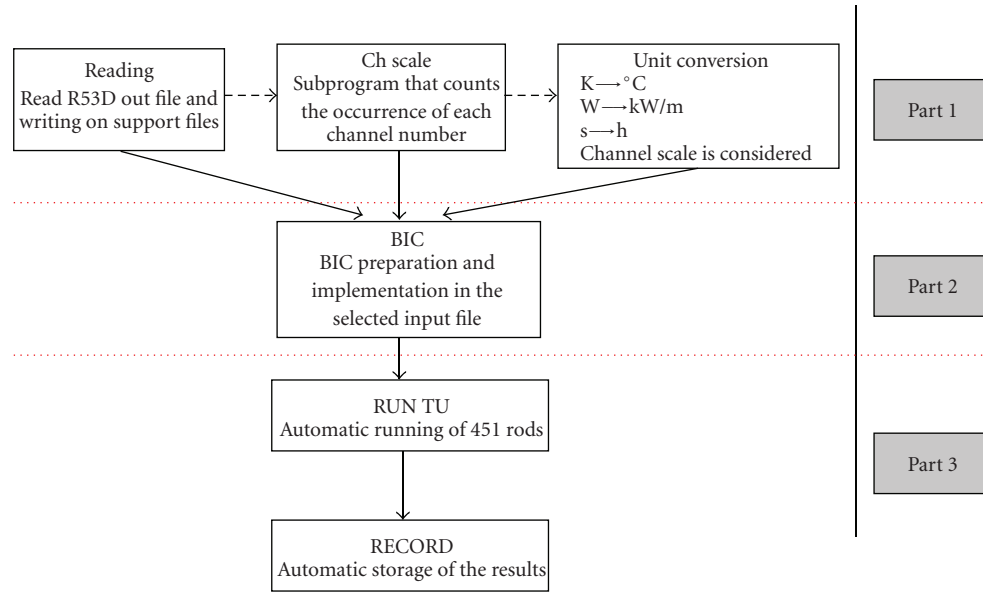 Reading
Read R53D out file and
writing on support files
Ch scale
Subprogram that counts
the occurrence of each
channel number
Unit conversion
K⟶°C
W⟶kW/m
s⟶h
Channel scale is considered
Part 1
BIC
BIC preparation and
implementation in the
selected input file
Part 2
RUN TU
Automatic running of 451 rods
Part 3
RECORD
Automatic storage of the results